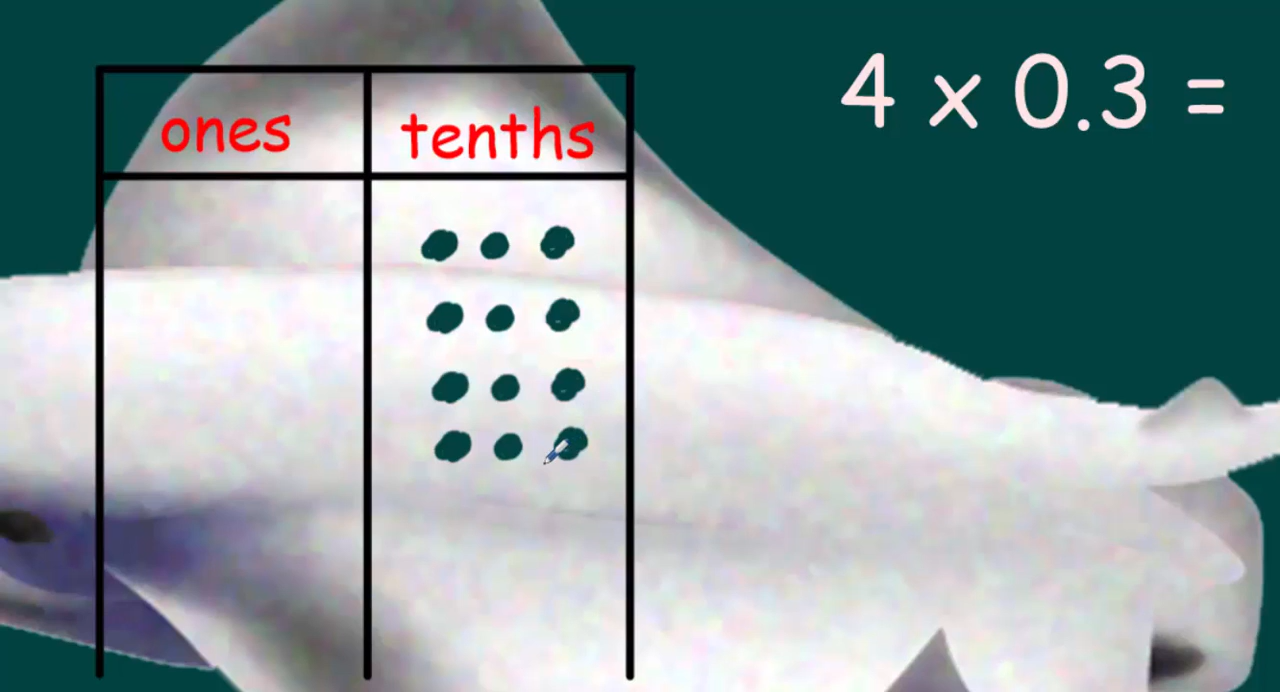 4 x 0.3 =
ones tenths